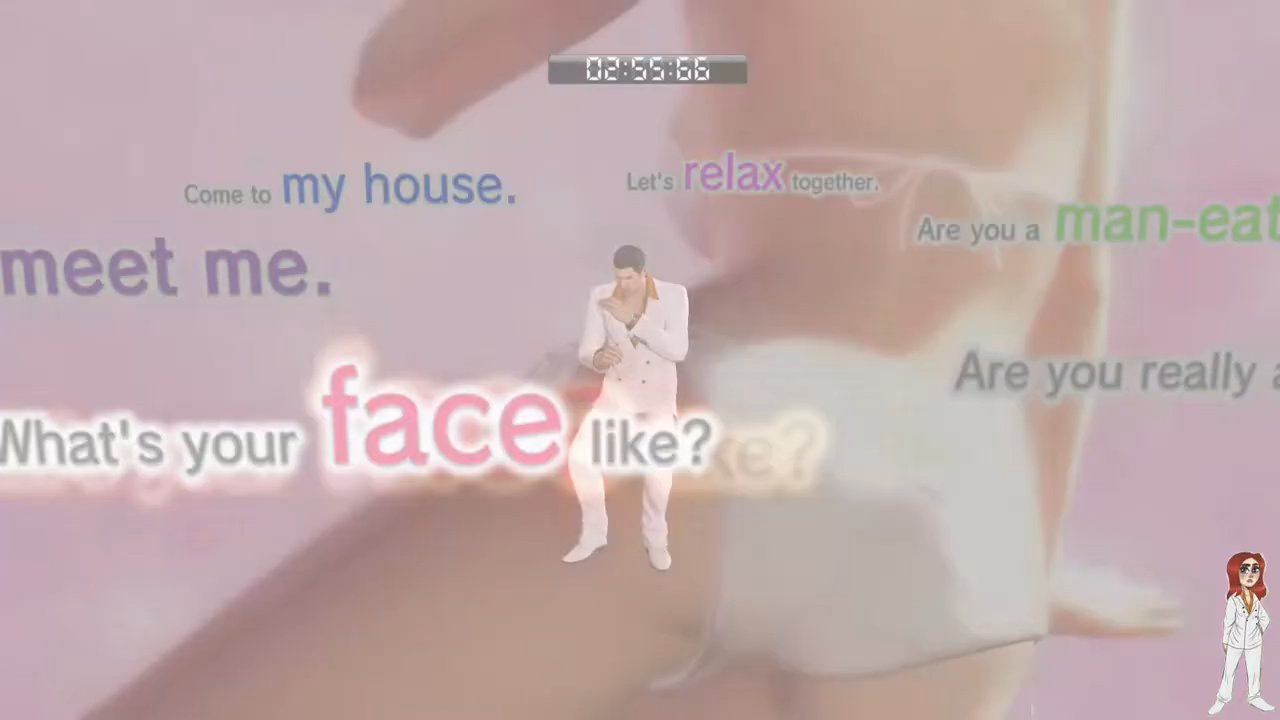 02:55:66
Come to my house.
Let's relax together.
Are you a man-eat
meet me.
Are you really
What's your face like?